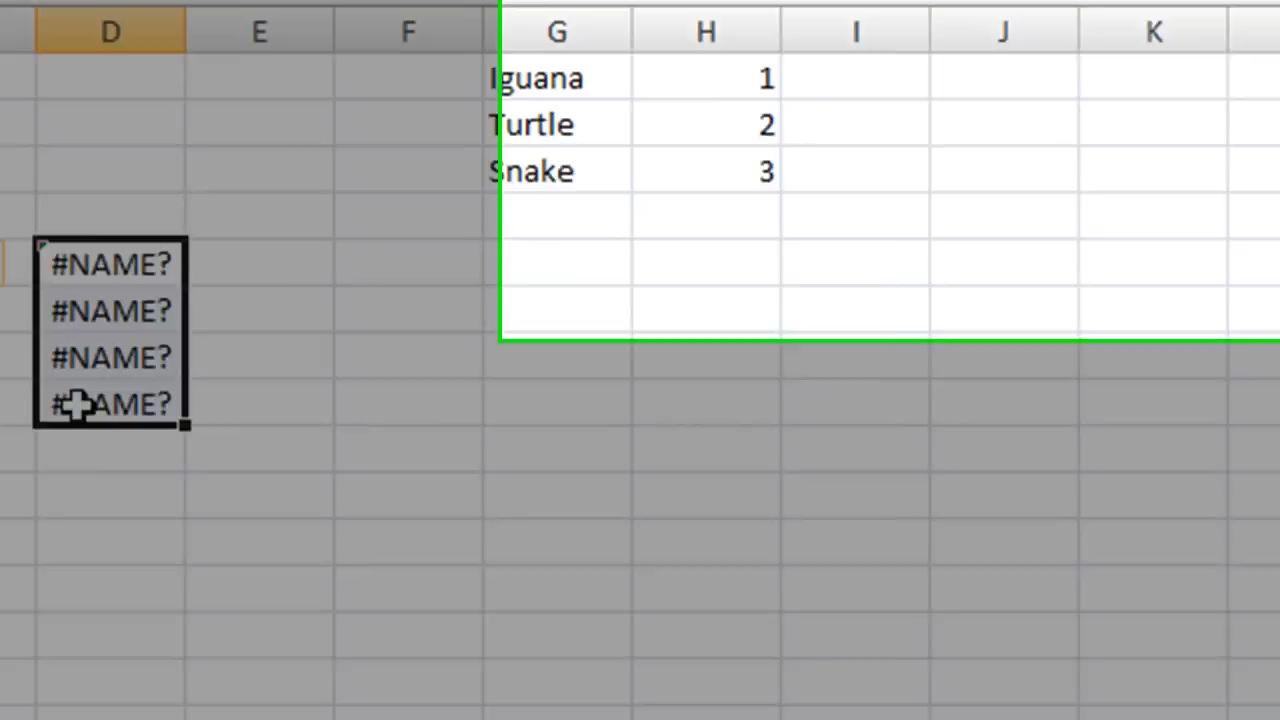 D E F G H I J K
Iguana 1
Turtle 2
Snake 3
#NAME?
#NAME?
#NAME?
#NAME?